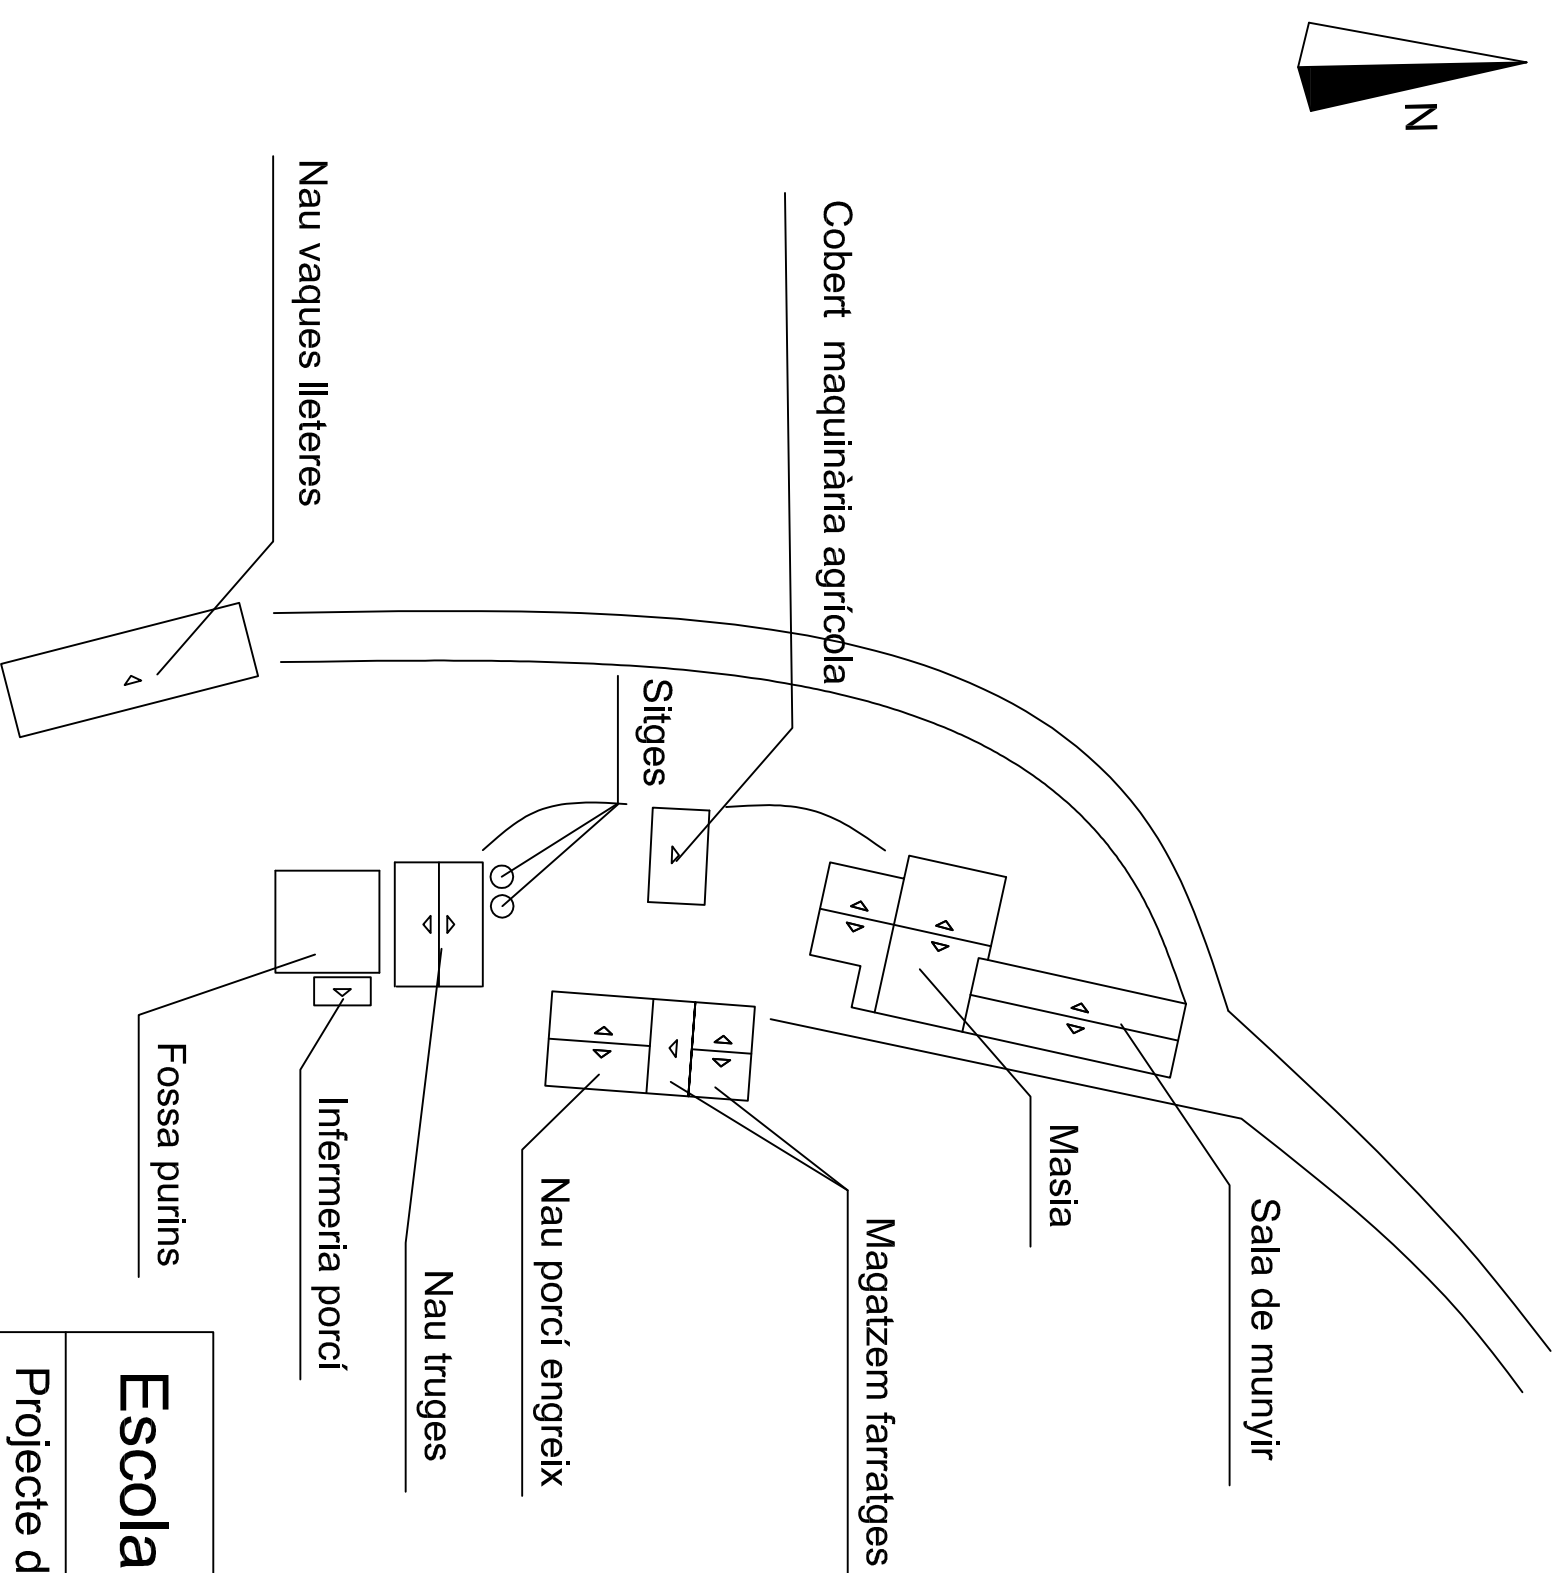 N
Sala de munyir
Masia
Magatzem farratges
Cobert maquinària agrícola
Sitges
Nau porcí engreix
Nau truges
Infermeria porcí
Nau vaques lleteres
Fossa purins
Escola
Projecte d